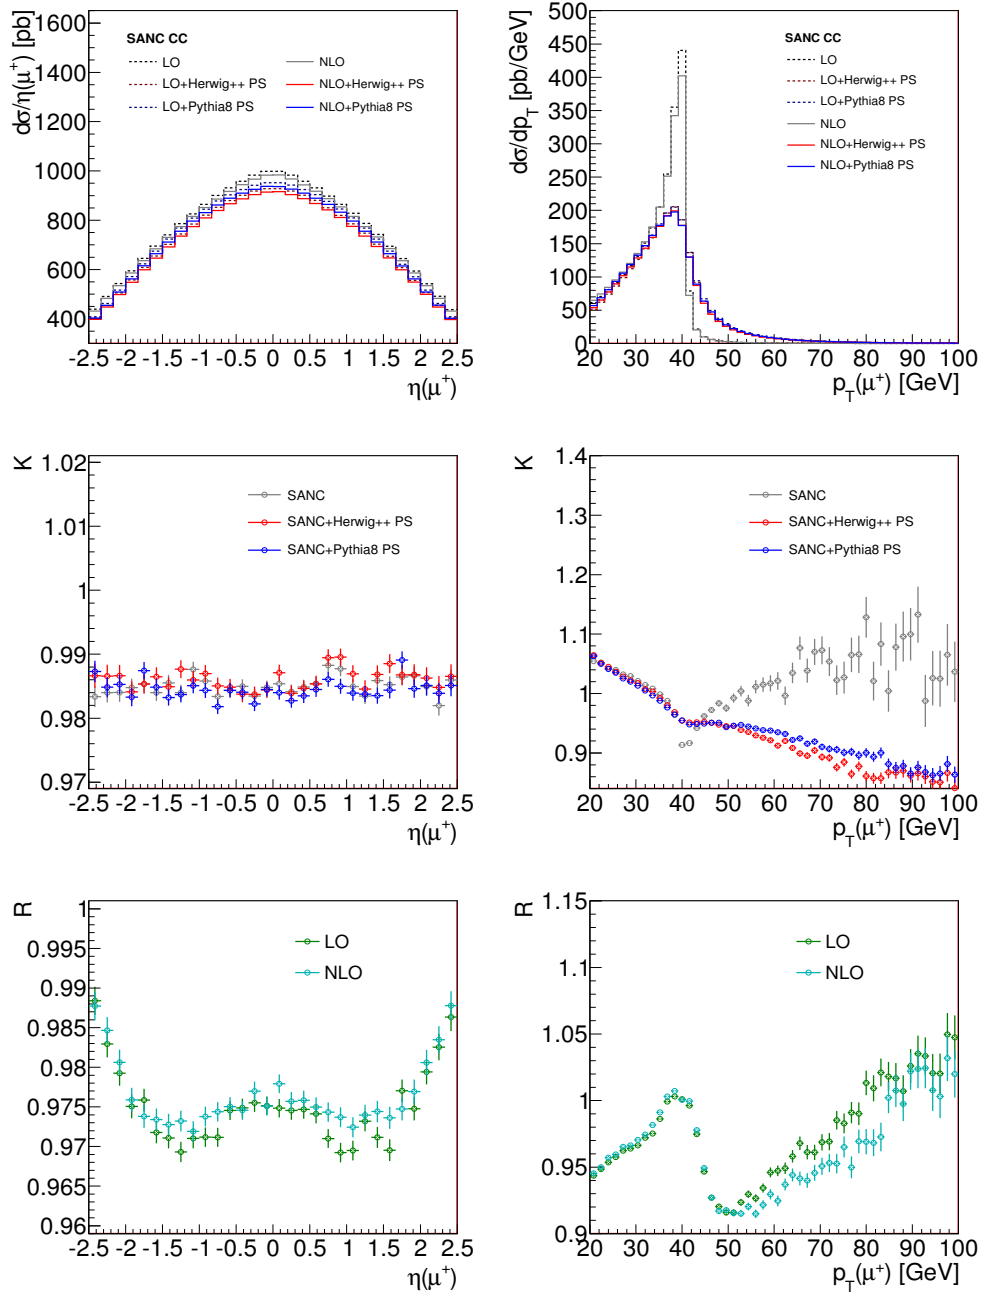 dσ/η(μ⁺) [pb]
1600
1400
1200
1000
800
600
400
SANC CC
LO
LO+Herwig++ PS
LO+Pythia8 PS
NLO
NLO+Herwig++ PS
NLO+Pythia8 PS
-2.5 -2 -1.5 -1 -0.5 0 0.5 1 1.5 2 2.5
η(μ⁺)
dσ/dp_T [pb/GeV]
500
450
400
350
300
250
200
150
100
50
0
SANC CC
LO
LO+Herwig++ PS
LO+Pythia8 PS
NLO
NLO+Herwig++ PS
NLO+Pythia8 PS
20 30 40 50 60 70 80 90 100
p_T(μ⁺) [GeV]
K
1.02
1.01
1
0.99
0.98
0.97
SANC
SANC+Herwig++ PS
SANC+Pythia8 PS
-2.5 -2 -1.5 -1 -0.5 0 0.5 1 1.5 2 2.5
η(μ⁺)
K
1.4
1.3
1.2
1.1
1
0.9
SANC
SANC+Herwig++ PS
SANC+Pythia8 PS
20 30 40 50 60 70 80 90 100
p_T(μ⁺) [GeV]
R
1
0.995
0.99
0.985
0.98
0.975
0.97
0.965
0.96
LO
NLO
-2.5 -2 -1.5 -1 -0.5 0 0.5 1 1.5 2 2.5
η(μ⁺)
R
1.15
1.1
1.05
1
0.95
0.9
LO
NLO
20 30 40 50 60 70 80 90 100
p_T(μ⁺) [GeV]